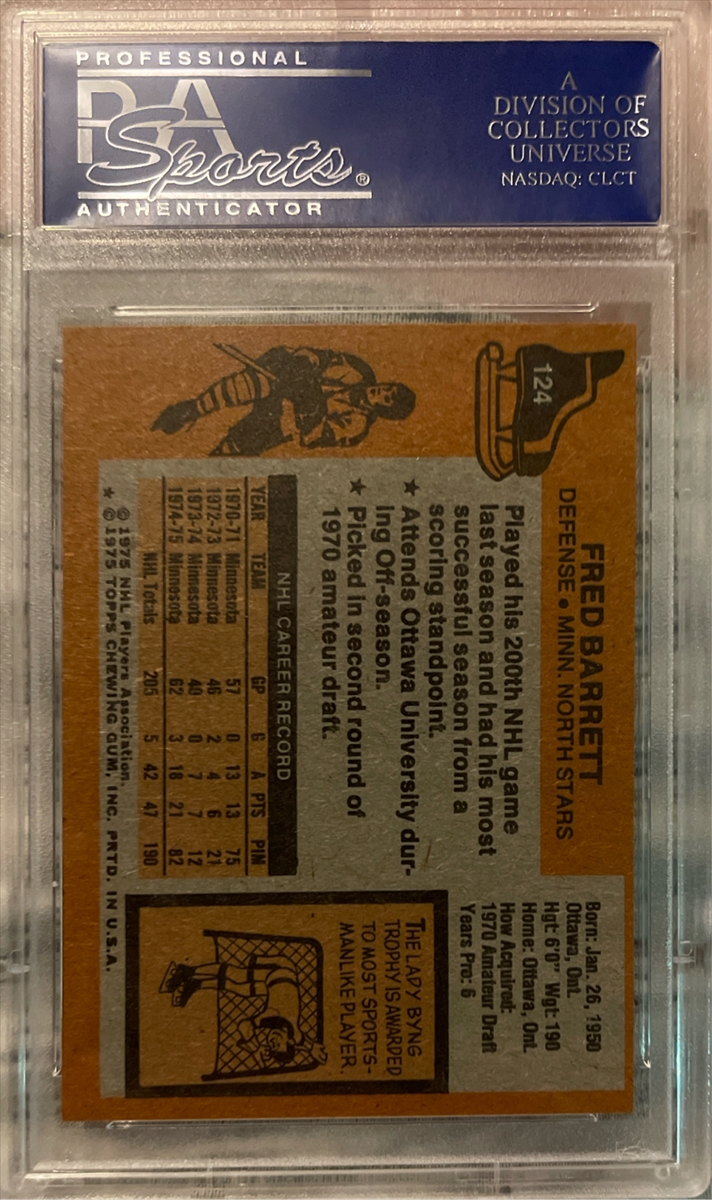 PROFESSIONAL
PSA
Sports®
AUTHENTICATOR
A
DIVISION OF
COLLECTORS
UNIVERSE
NASDAQ: CLCT
124
FRED BARRETT
DEFENSE • MINN. NORTH STARS
Played his 200th NHL game
last season and had his most
successful season from a
scoring standpoint.
★ Attends Ottawa University dur-
ing Off-season.
★ Picked in second round of
1970 amateur draft.
NHL CAREER RECORD
YEAR TEAM GP G A PTS PIM
1970-71 Minnesota 57 0 13 13 75
1972-73 Minnesota 46 2 4 6 21
1973-74 Minnesota 40 0 7 7 12
1974-75 Minnesota 62 3 18 21 82
NHL Totals 205 5 42 47 190
© 1975 NHL Players Association.
★ © 1975 TOPPS CHEWING GUM, INC. PRTD. IN U.S.A.
Born: Jan. 26, 1950
Ottawa, Ont.
Hgt: 6'0" Wgt: 190
Home: Ottawa, Ont.
How Acquired:
1970 Amateur Draft
Years Pro: 6
THE LADY BYNG
TROPHY IS AWARDED
TO MOST SPORTS-
MANLIKE PLAYER.